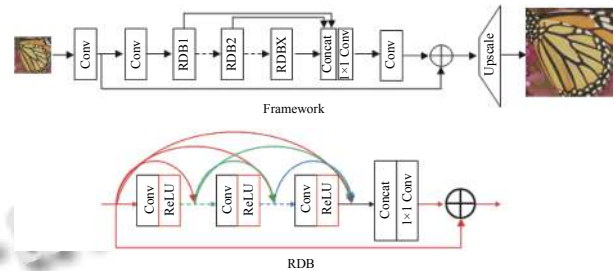 Conv
Conv
RDB1
RDB2
RDBX
Concat
1×1 Conv
Conv
Upscale
Framework
Conv
ReLU
Conv
ReLU
Conv
ReLU
Concat
1×1 Conv
RDB